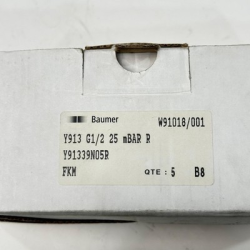 Baumer W91018/001
Y913 G1/2 25 mBAR R
Y91339N05R
FKM QTE : 5 B8